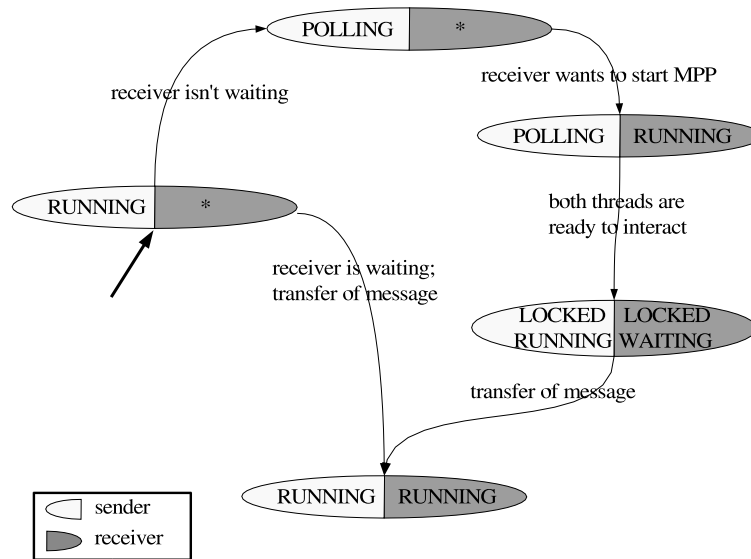 POLLING *
receiver wants to start MPP
receiver isn't waiting
POLLING RUNNING
RUNNING *
both threads are
ready to interact
receiver is waiting;
transfer of message
LOCKED LOCKED
RUNNING WAITING
transfer of message
RUNNING RUNNING
sender
receiver